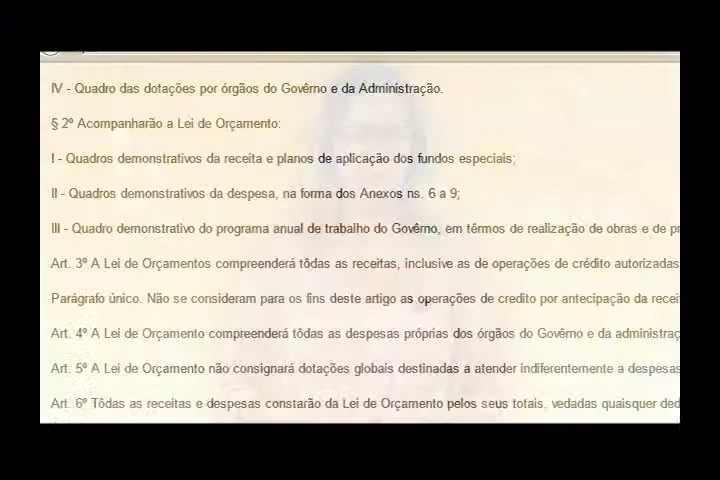 IV - Quadro das dotações por órgãos do Govêrno e da Administração.
§ 2º Acompanharão a Lei de Orçamento:
I - Quadros demonstrativos da receita e planos de aplicação dos fundos especiais;
II - Quadros demonstrativos da despesa, na forma dos Anexos ns. 6 a 9;
III - Quadro demonstrativo do programa anual de trabalho do Govêrno, em têrmos de realização de obras e de
Art. 3º A Lei de Orçamentos compreenderá tôdas as receitas, inclusive as de operações de crédito autorizadas
Parágrafo único. Não se consideram para os fins deste artigo as operações de credito por antecipação da
Art. 4º A Lei de Orçamento compreenderá tôdas as despesas próprias dos órgãos do Govêrno e da
Art. 5º A Lei de Orçamento não consignará dotações globais destinadas a atender indiferentemente a despesas
Art. 6º Tôdas as receitas e despesas constarão da Lei de Orçamento pelos seus totais, vedadas quaisquer